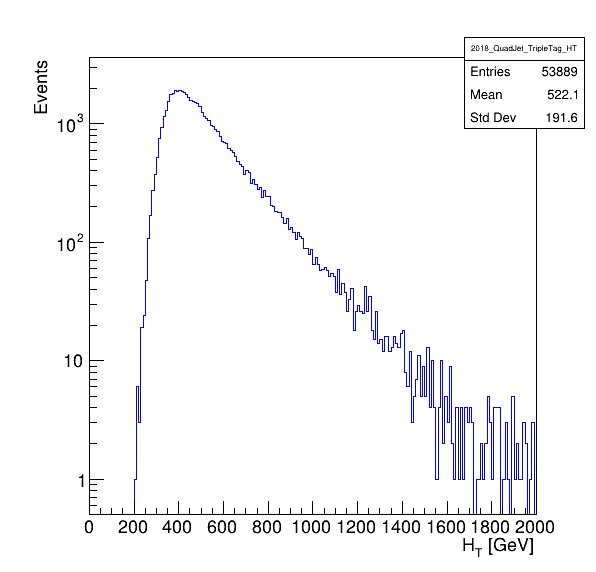 2018_QuadJet_TripleTag_HT
Entries 53889
Mean 522.1
Std Dev 191.6
Events
10³
10²
10
1
0 200 400 600 800 1000 1200 1400 1600 1800 2000
H_T [GeV]